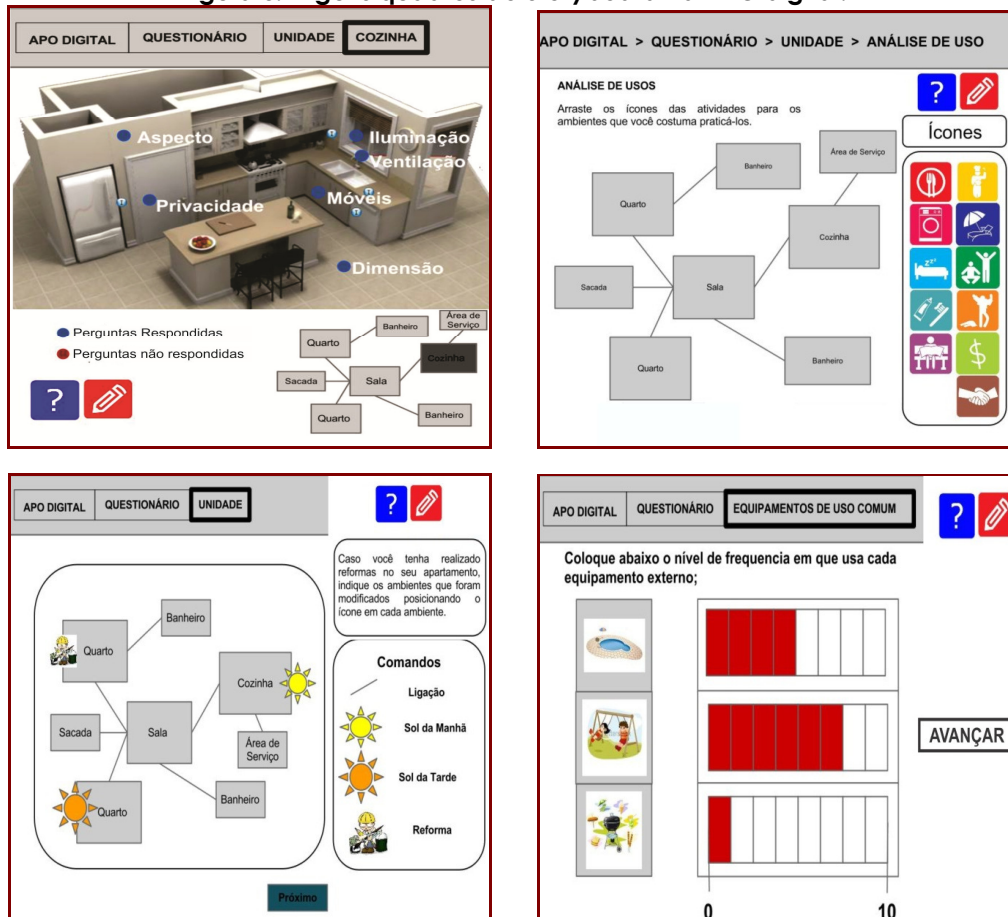 APO DIGITAL
QUESTIONÁRIO
UNIDADE
COZINHA
Aspecto
Iluminação
Ventilação
Privacidade
Móveis
Dimensão
Perguntas Respondidas
Perguntas não respondidas
?
Quarto
Banheiro
Área de
Serviço
Cozinha
Sacada
Sala
Quarto
Banheiro
APO DIGITAL > QUESTIONÁRIO > UNIDADE > ANÁLISE DE USO
ANÁLISE DE USOS
Arraste os ícones das atividades para os
ambientes que você costuma praticá-los.
?
Ícones
Banheiro
Área de Serviço
Quarto
Cozinha
Sacada
Sala
Quarto
Banheiro
$
APO DIGITAL
QUESTIONÁRIO
UNIDADE
?
Caso você tenha realizado
reformas no seu apartamento,
indique os ambientes que foram
modificados posicionando o
ícone em cada ambiente.
Banheiro
Quarto
Cozinha
Sacada
Sala
Área de
Serviço
Quarto
Banheiro
Comandos
Ligação
Sol da Manhã
Sol da Tarde
Reforma
Próximo
APO DIGITAL
QUESTIONÁRIO
EQUIPAMENTOS DE USO COMUM
?
Coloque abaixo o nível de frequencia em que usa cada
equipamento externo;
AVANÇAR
0
10